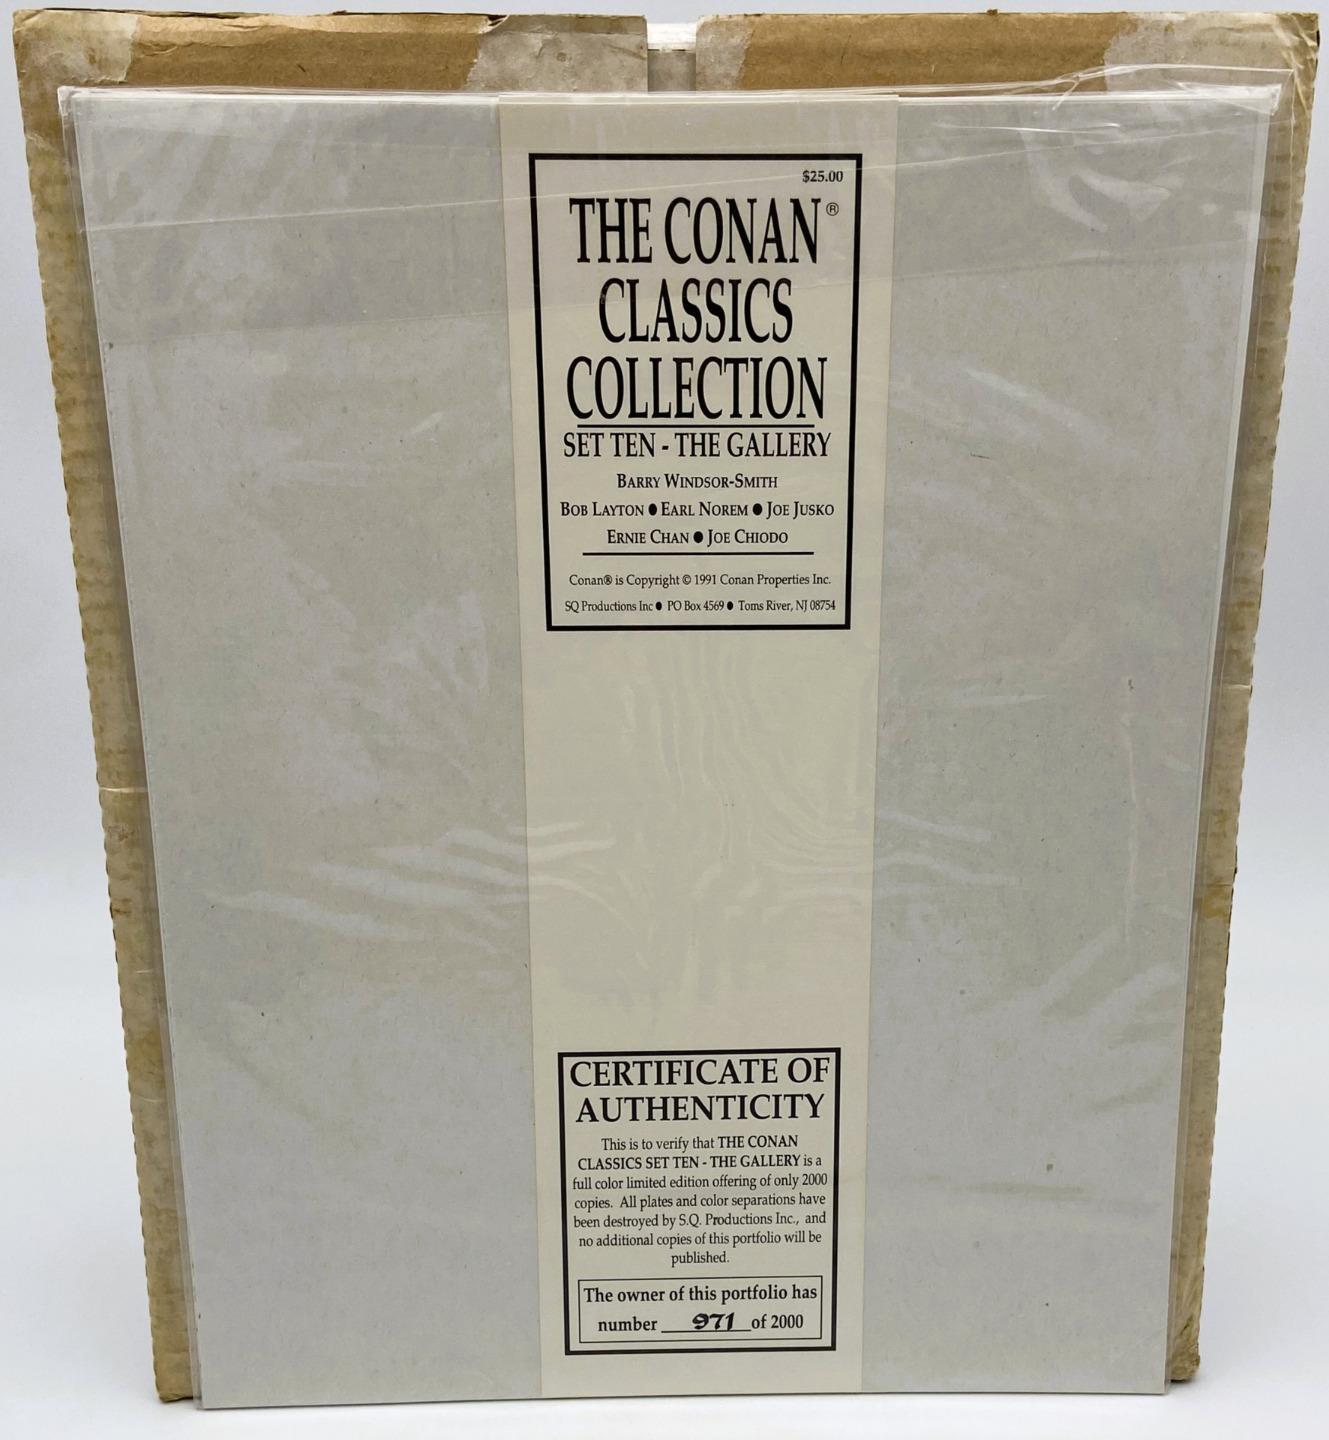 $25.00
THE CONAN®
CLASSICS
COLLECTION
SET TEN - THE GALLERY
BARRY WINDSOR-SMITH
BOB LAYTON ● EARL NOREM ● JOE JUSKO
ERNIE CHAN ● JOE CHIODO
Conan® is Copyright © 1991 Conan Properties Inc.
SQ Productions Inc ● PO Box 4569 ● Toms River, NJ 08754
CERTIFICATE OF
AUTHENTICITY
This is to verify that THE CONAN
CLASSICS SET TEN - THE GALLERY is a
full color limited edition offering of only 2000
copies. All plates and color separations have
been destroyed by S.Q. Productions Inc., and
no additional copies of this portfolio will be
published.
The owner of this portfolio has
number 971 of 2000